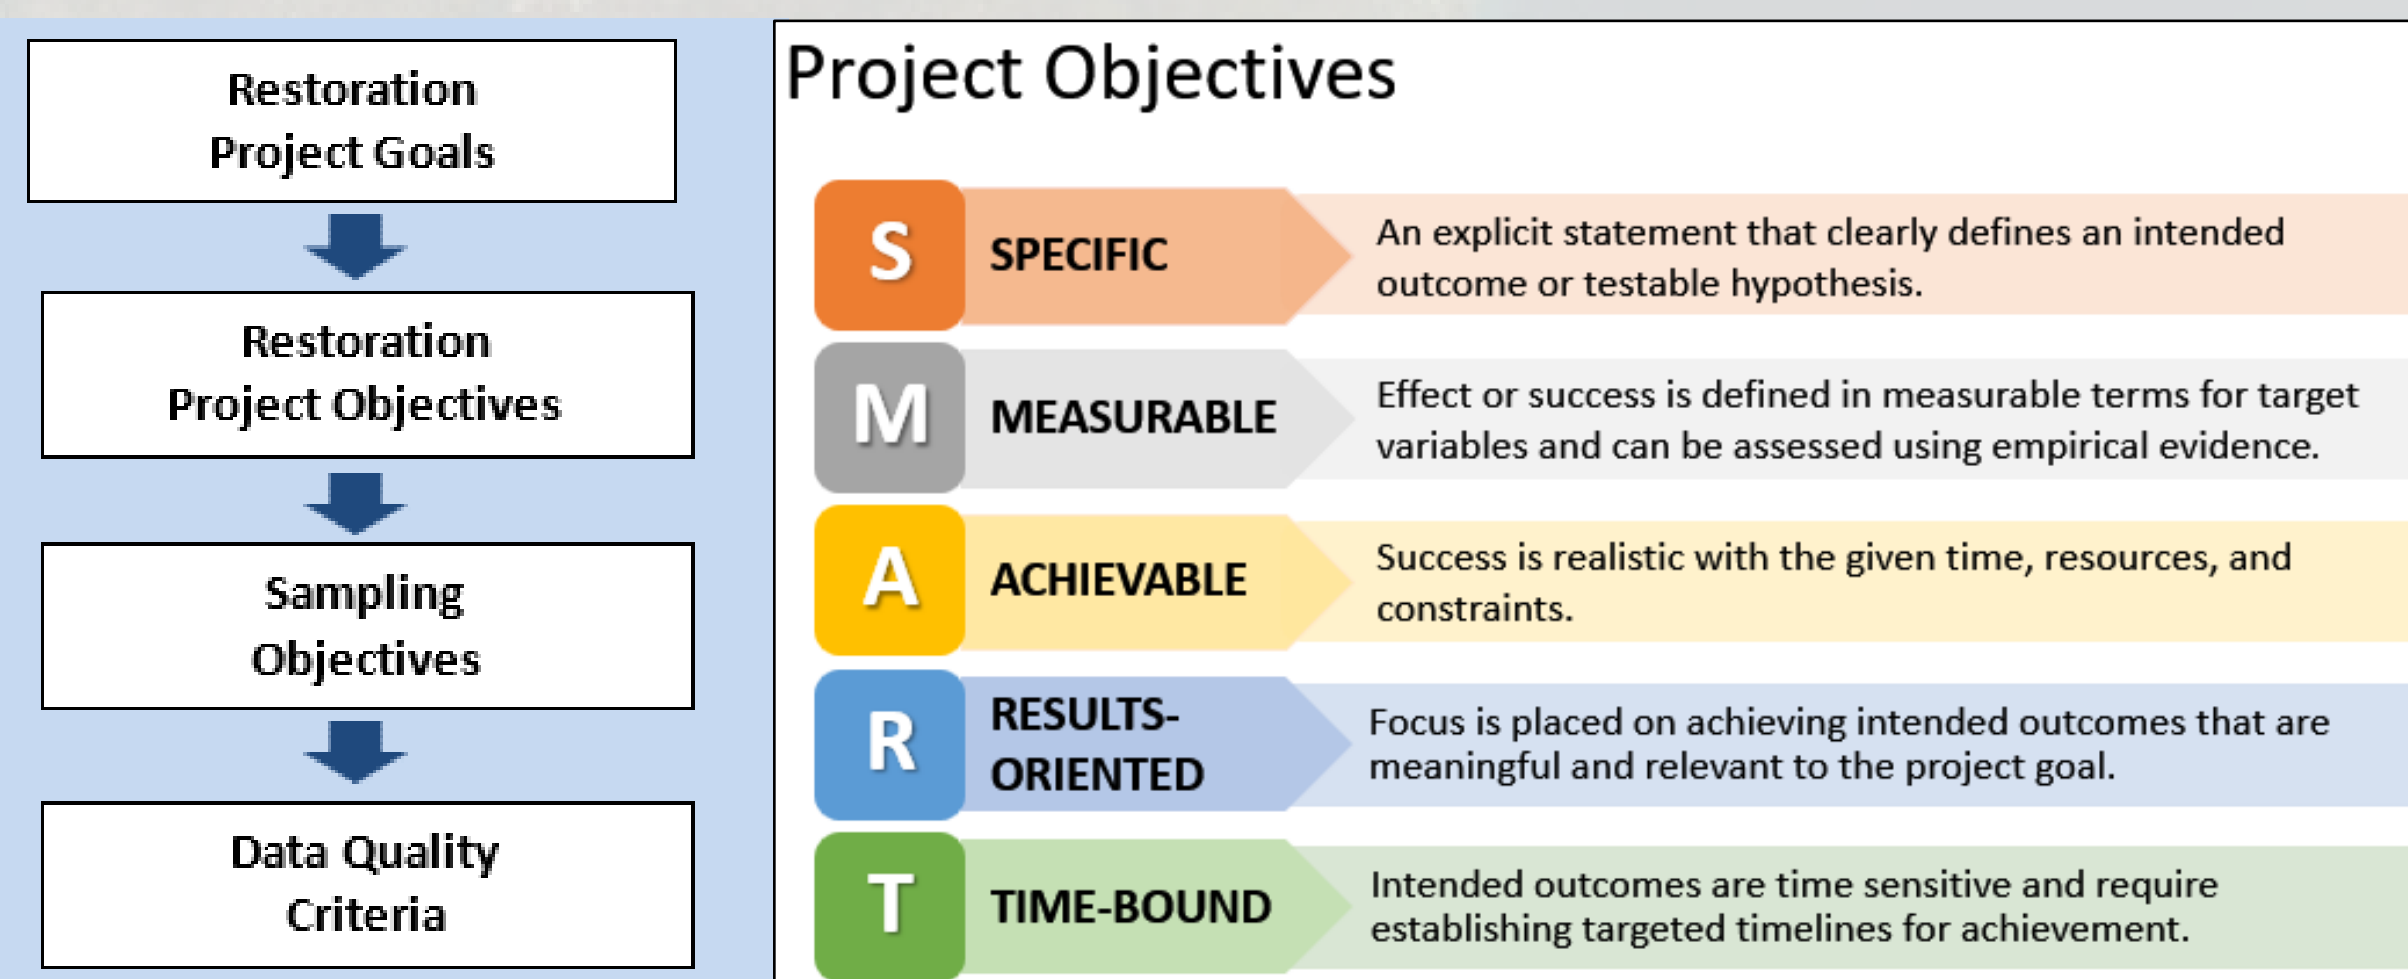 Restoration
Project Goals
Restoration
Project Objectives
Sampling
Objectives
Data Quality
Criteria
Project Objectives
S
SPECIFIC
An explicit statement that clearly defines an intended
outcome or testable hypothesis.
M
MEASURABLE
Effect or success is defined in measurable terms for target
variables and can be assessed using empirical evidence.
A
ACHIEVABLE
Success is realistic with the given time, resources, and
constraints.
R
RESULTS-
ORIENTED
Focus is placed on achieving intended outcomes that are
meaningful and relevant to the project goal.
T
TIME-BOUND
Intended outcomes are time sensitive and require
establishing targeted timelines for achievement.